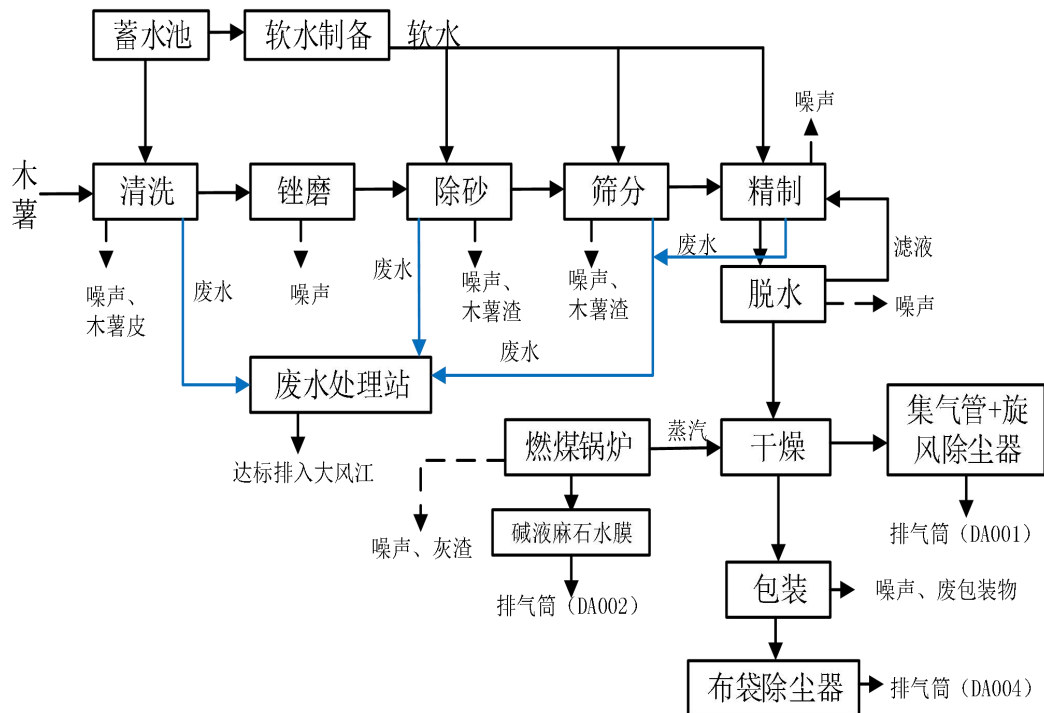 蓄水池
软水制备
软水
噪声
木
薯
清洗
锉磨
除砂
筛分
精制
废水
滤液
噪声、
木薯皮
废水
噪声
废水
噪声、
木薯渣
噪声、
木薯渣
脱水
噪声
废水
废水处理站
集气管+旋
风除尘器
燃煤锅炉
蒸汽
干燥
达标排入大风江
碱液麻石水膜
噪声、灰渣
排气筒（DA001）
排气筒（DA002）
包装
噪声、废包装物
布袋除尘器
排气筒（DA004）